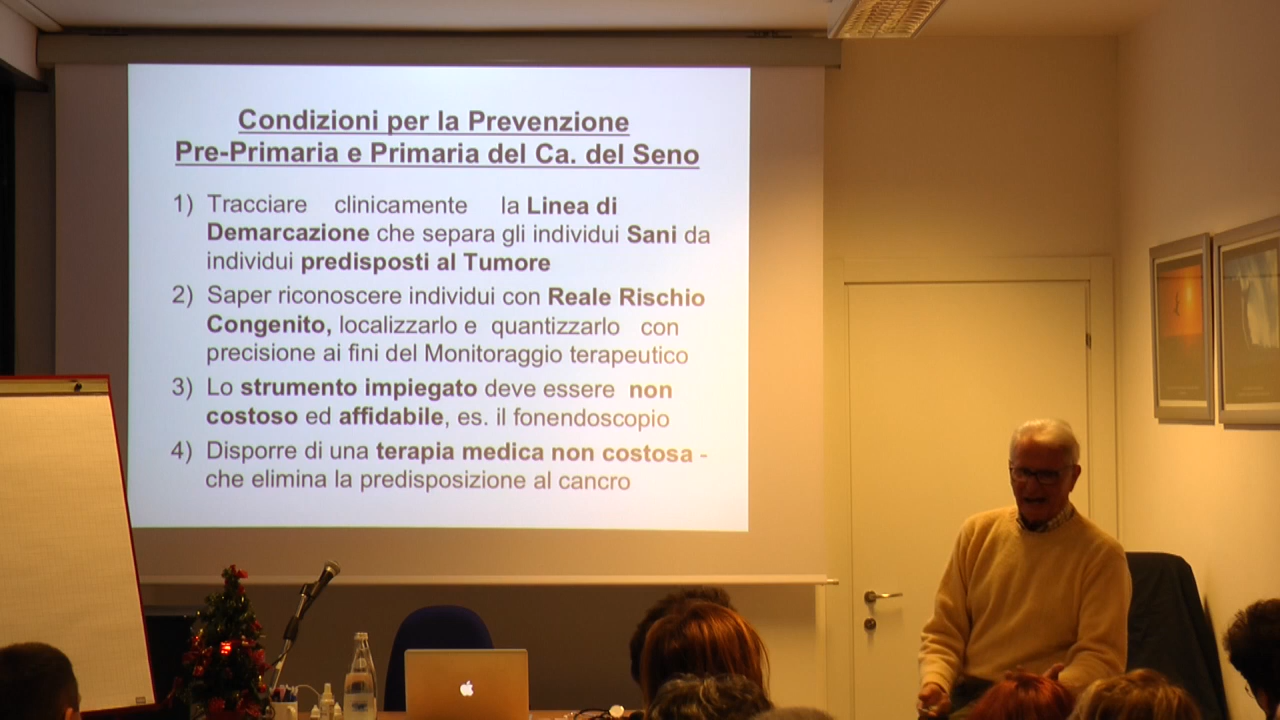 Condizioni per la Prevenzione
Pre-Primaria e Primaria del Ca. del Seno
1) Tracciare clinicamente la Linea di
Demarcazione che separa gli individui Sani da
individui predisposti al Tumore
2) Saper riconoscere individui con Reale Rischio
Congenito, localizzarlo e quantizzarlo con
precisione ai fini del Monitoraggio terapeutico
3) Lo strumento impiegato deve essere non
costoso ed affidabile, es. il fonendoscopio
4) Disporre di una terapia medica non costosa -
che elimina la predisposizione al cancro